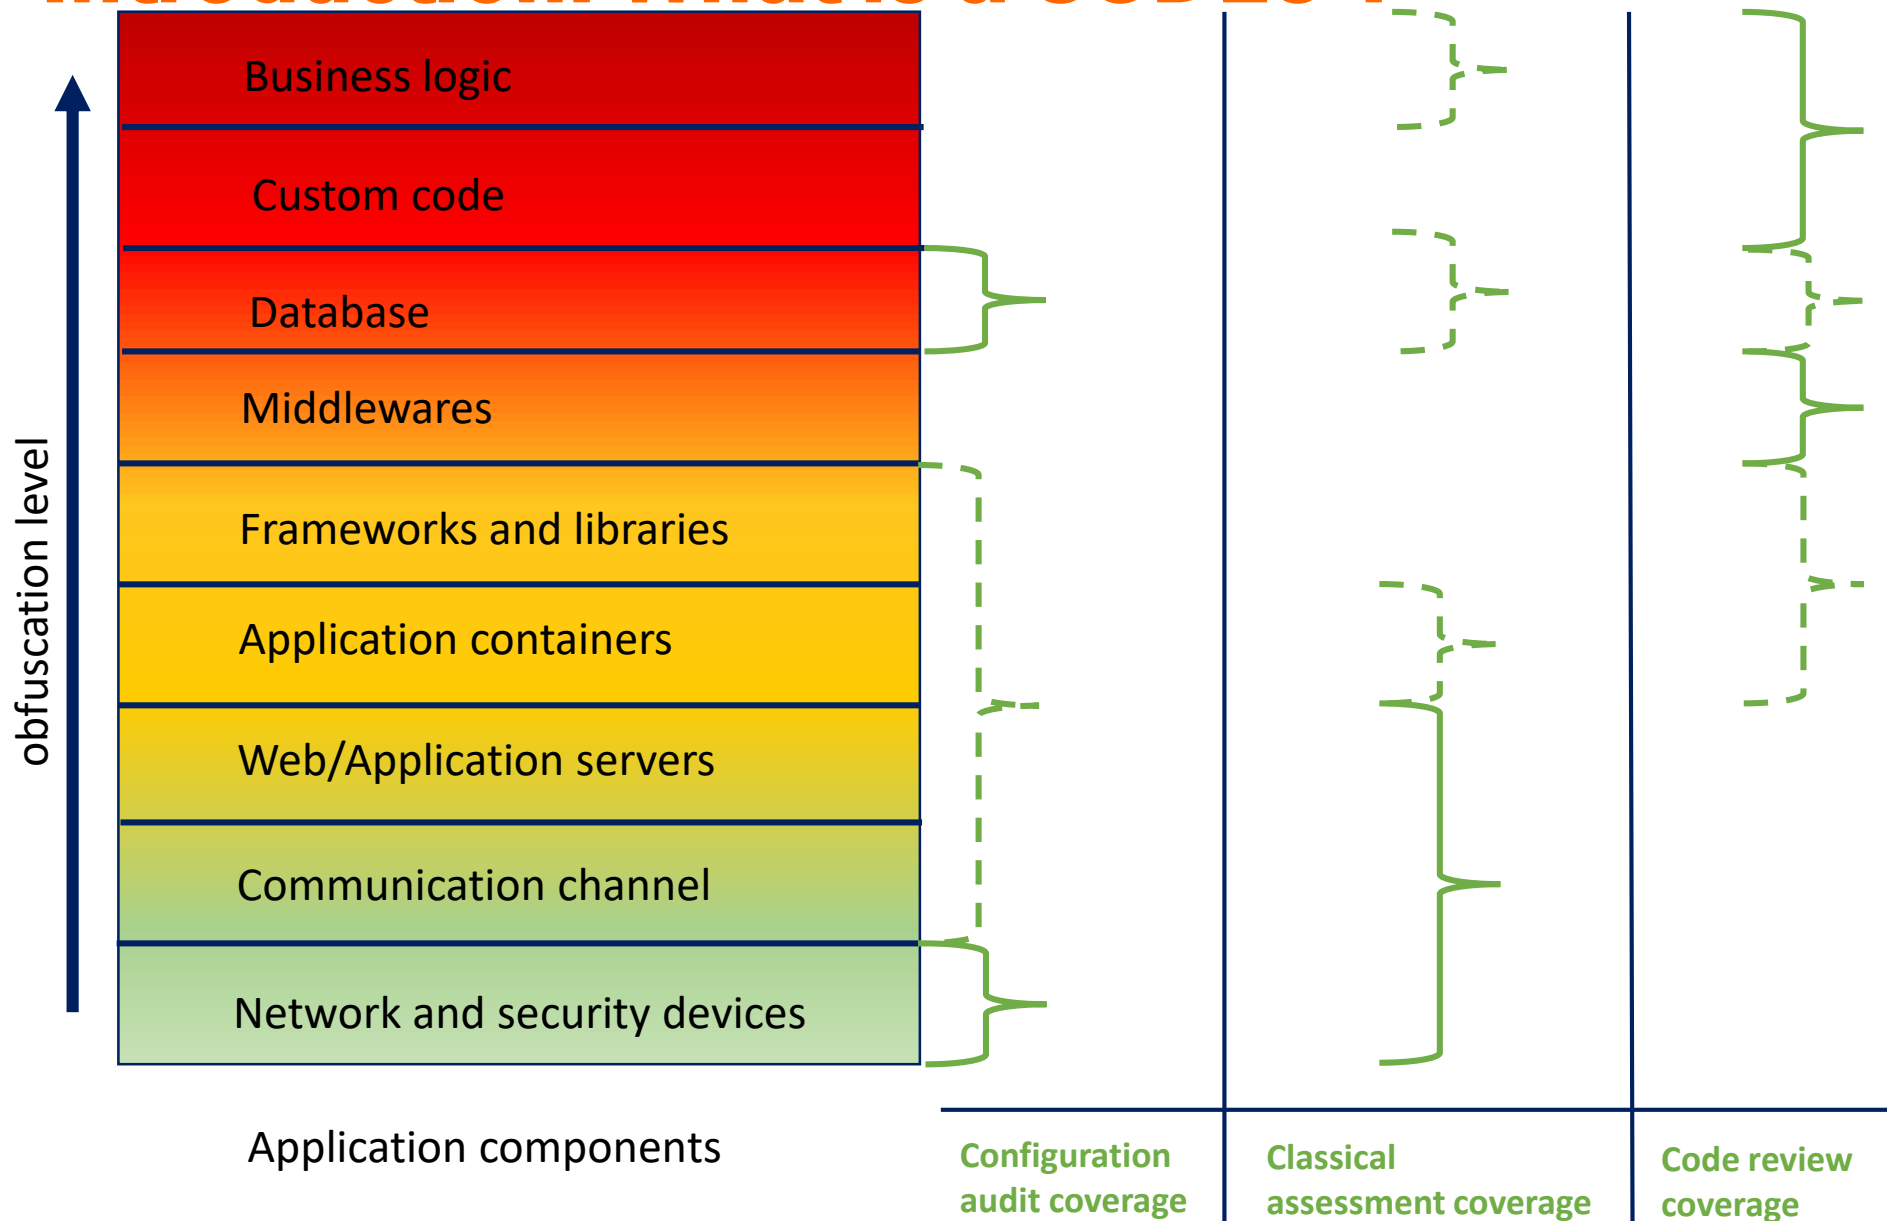 Business logic
Custom code
Database
Middlewares
Frameworks and libraries
Application containers
Web/Application servers
Communication channel
Network and security devices
obfuscation level
Application components
Configuration
audit coverage
Classical
assessment coverage
Code review
coverage